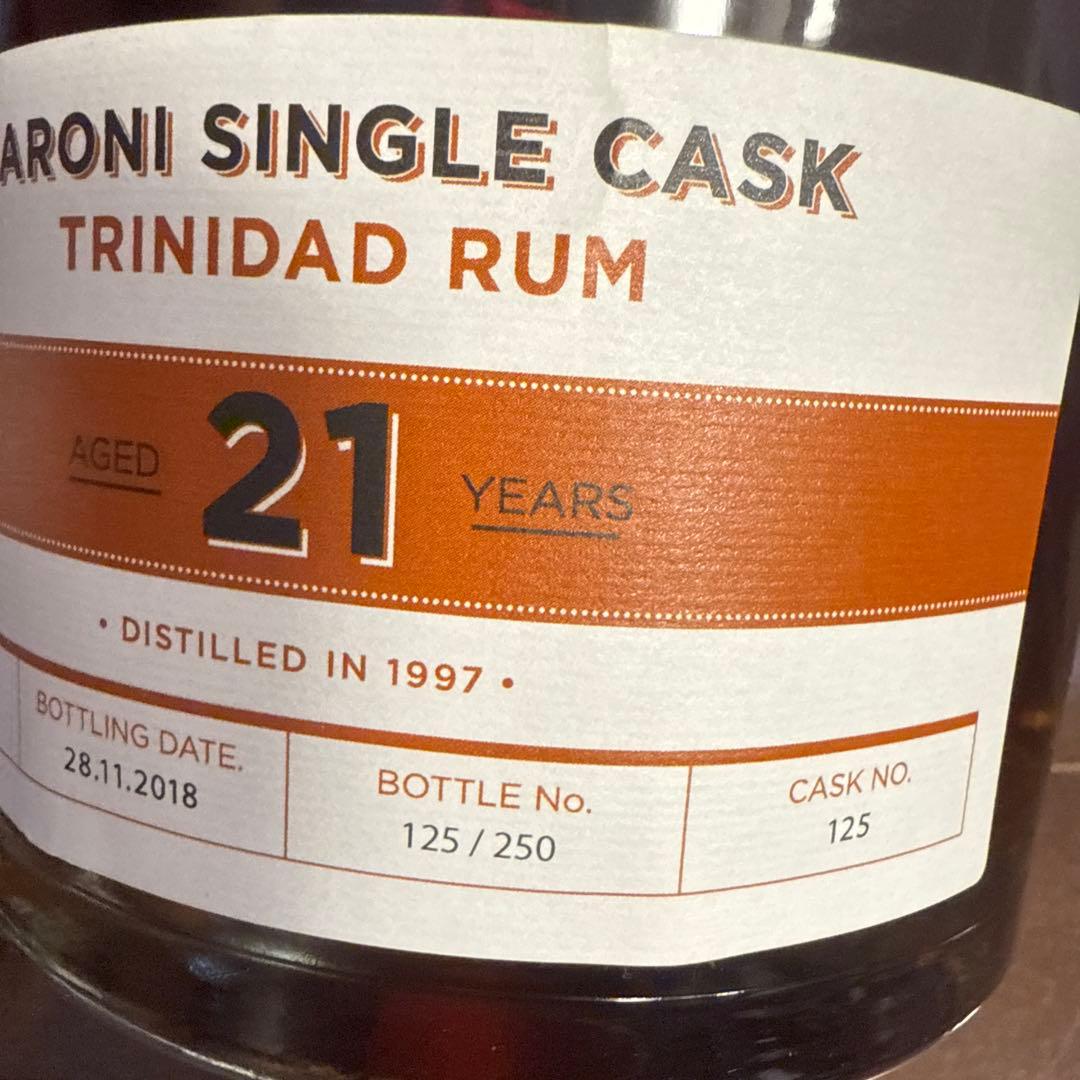 ARONI SINGLE CASK
TRINIDAD RUM
AGED 21 YEARS
• DISTILLED IN 1997 •
BOTTLING DATE.
28.11.2018
BOTTLE No.
125 / 250
CASK NO.
125